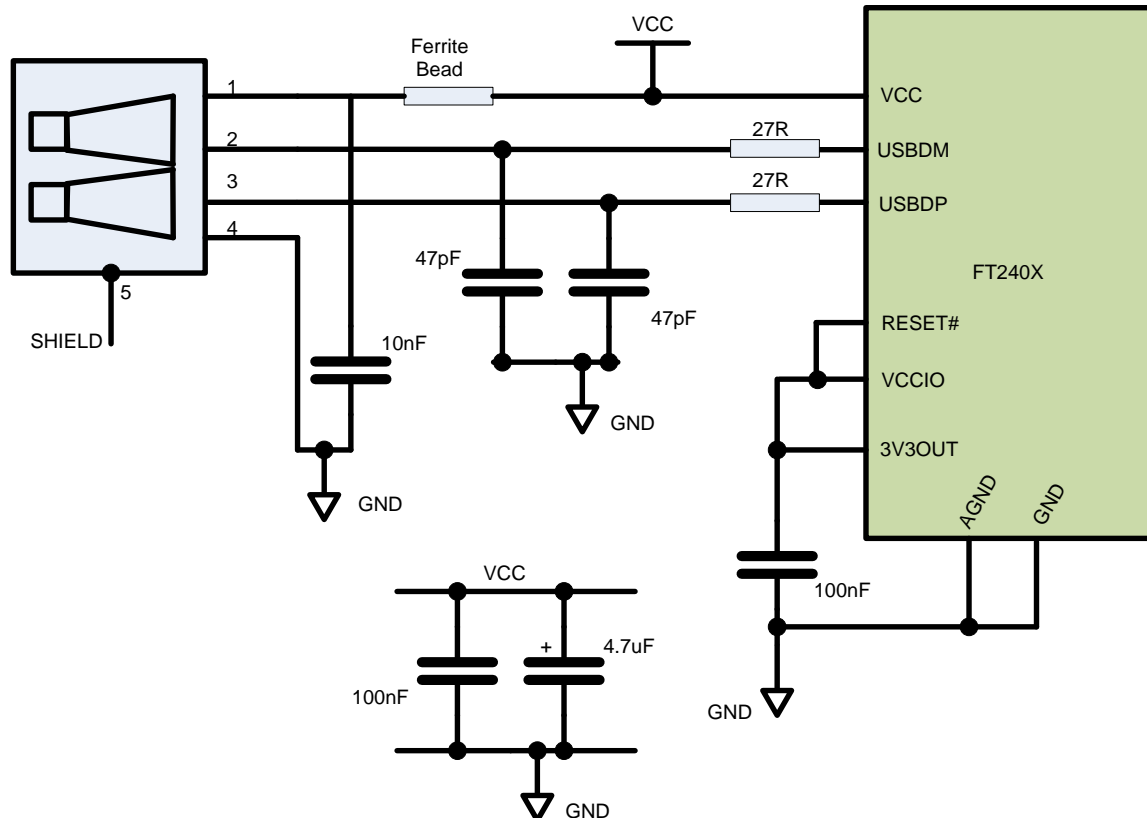 VCC
Ferrite
Bead
1
VCC
27R
2
USBDM
27R
3
USBDP
4
47pF
FT240X
5
47pF
RESET#
SHIELD
10nF
VCCIO
GND
3V3OUT
GND
AGND
GND
VCC
100nF
+
4.7uF
100nF
GND
GND